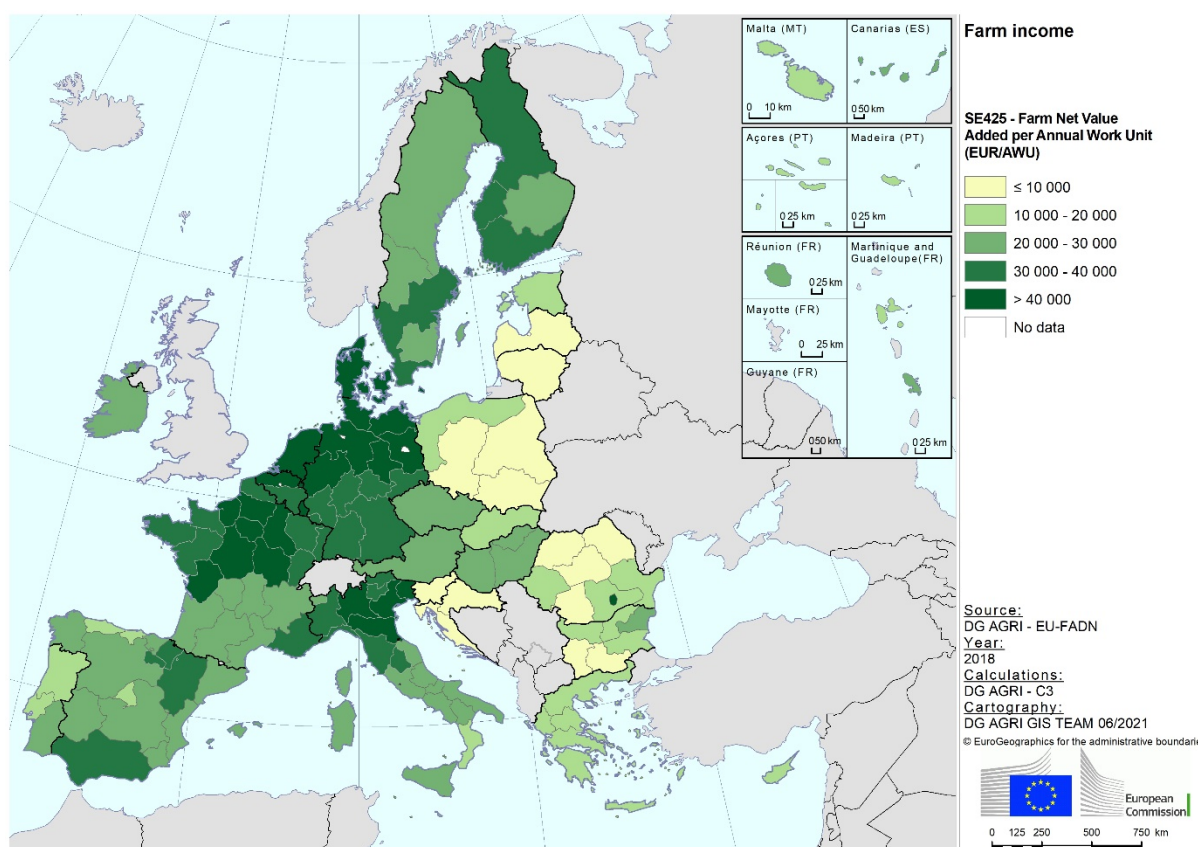 Malta (MT)
0 10 km
Canarias (ES)
0 50 km
Açores (PT)
0 25 km
Madeira (PT)
0 25 km
Réunion (FR)
0 25 km
Mayotte (FR)
0 25 km
Guyane (FR)
0 50 km
Martinique and
Guadeloupe(FR)
0 25 km
Farm income
SE425 - Farm Net Value
Added per Annual Work Unit
(EUR/AWU)
≤ 10 000
10 000 - 20 000
20 000 - 30 000
30 000 - 40 000
> 40 000
No data
Source:
DG AGRI - EU-FADN
Year:
2018
Calculations:
DG AGRI - C3
Cartography:
DG AGRI GIS TEAM 06/2021
© EuroGeographics for the administrative boundarie
European
Commission
0 125 250 500 750 km